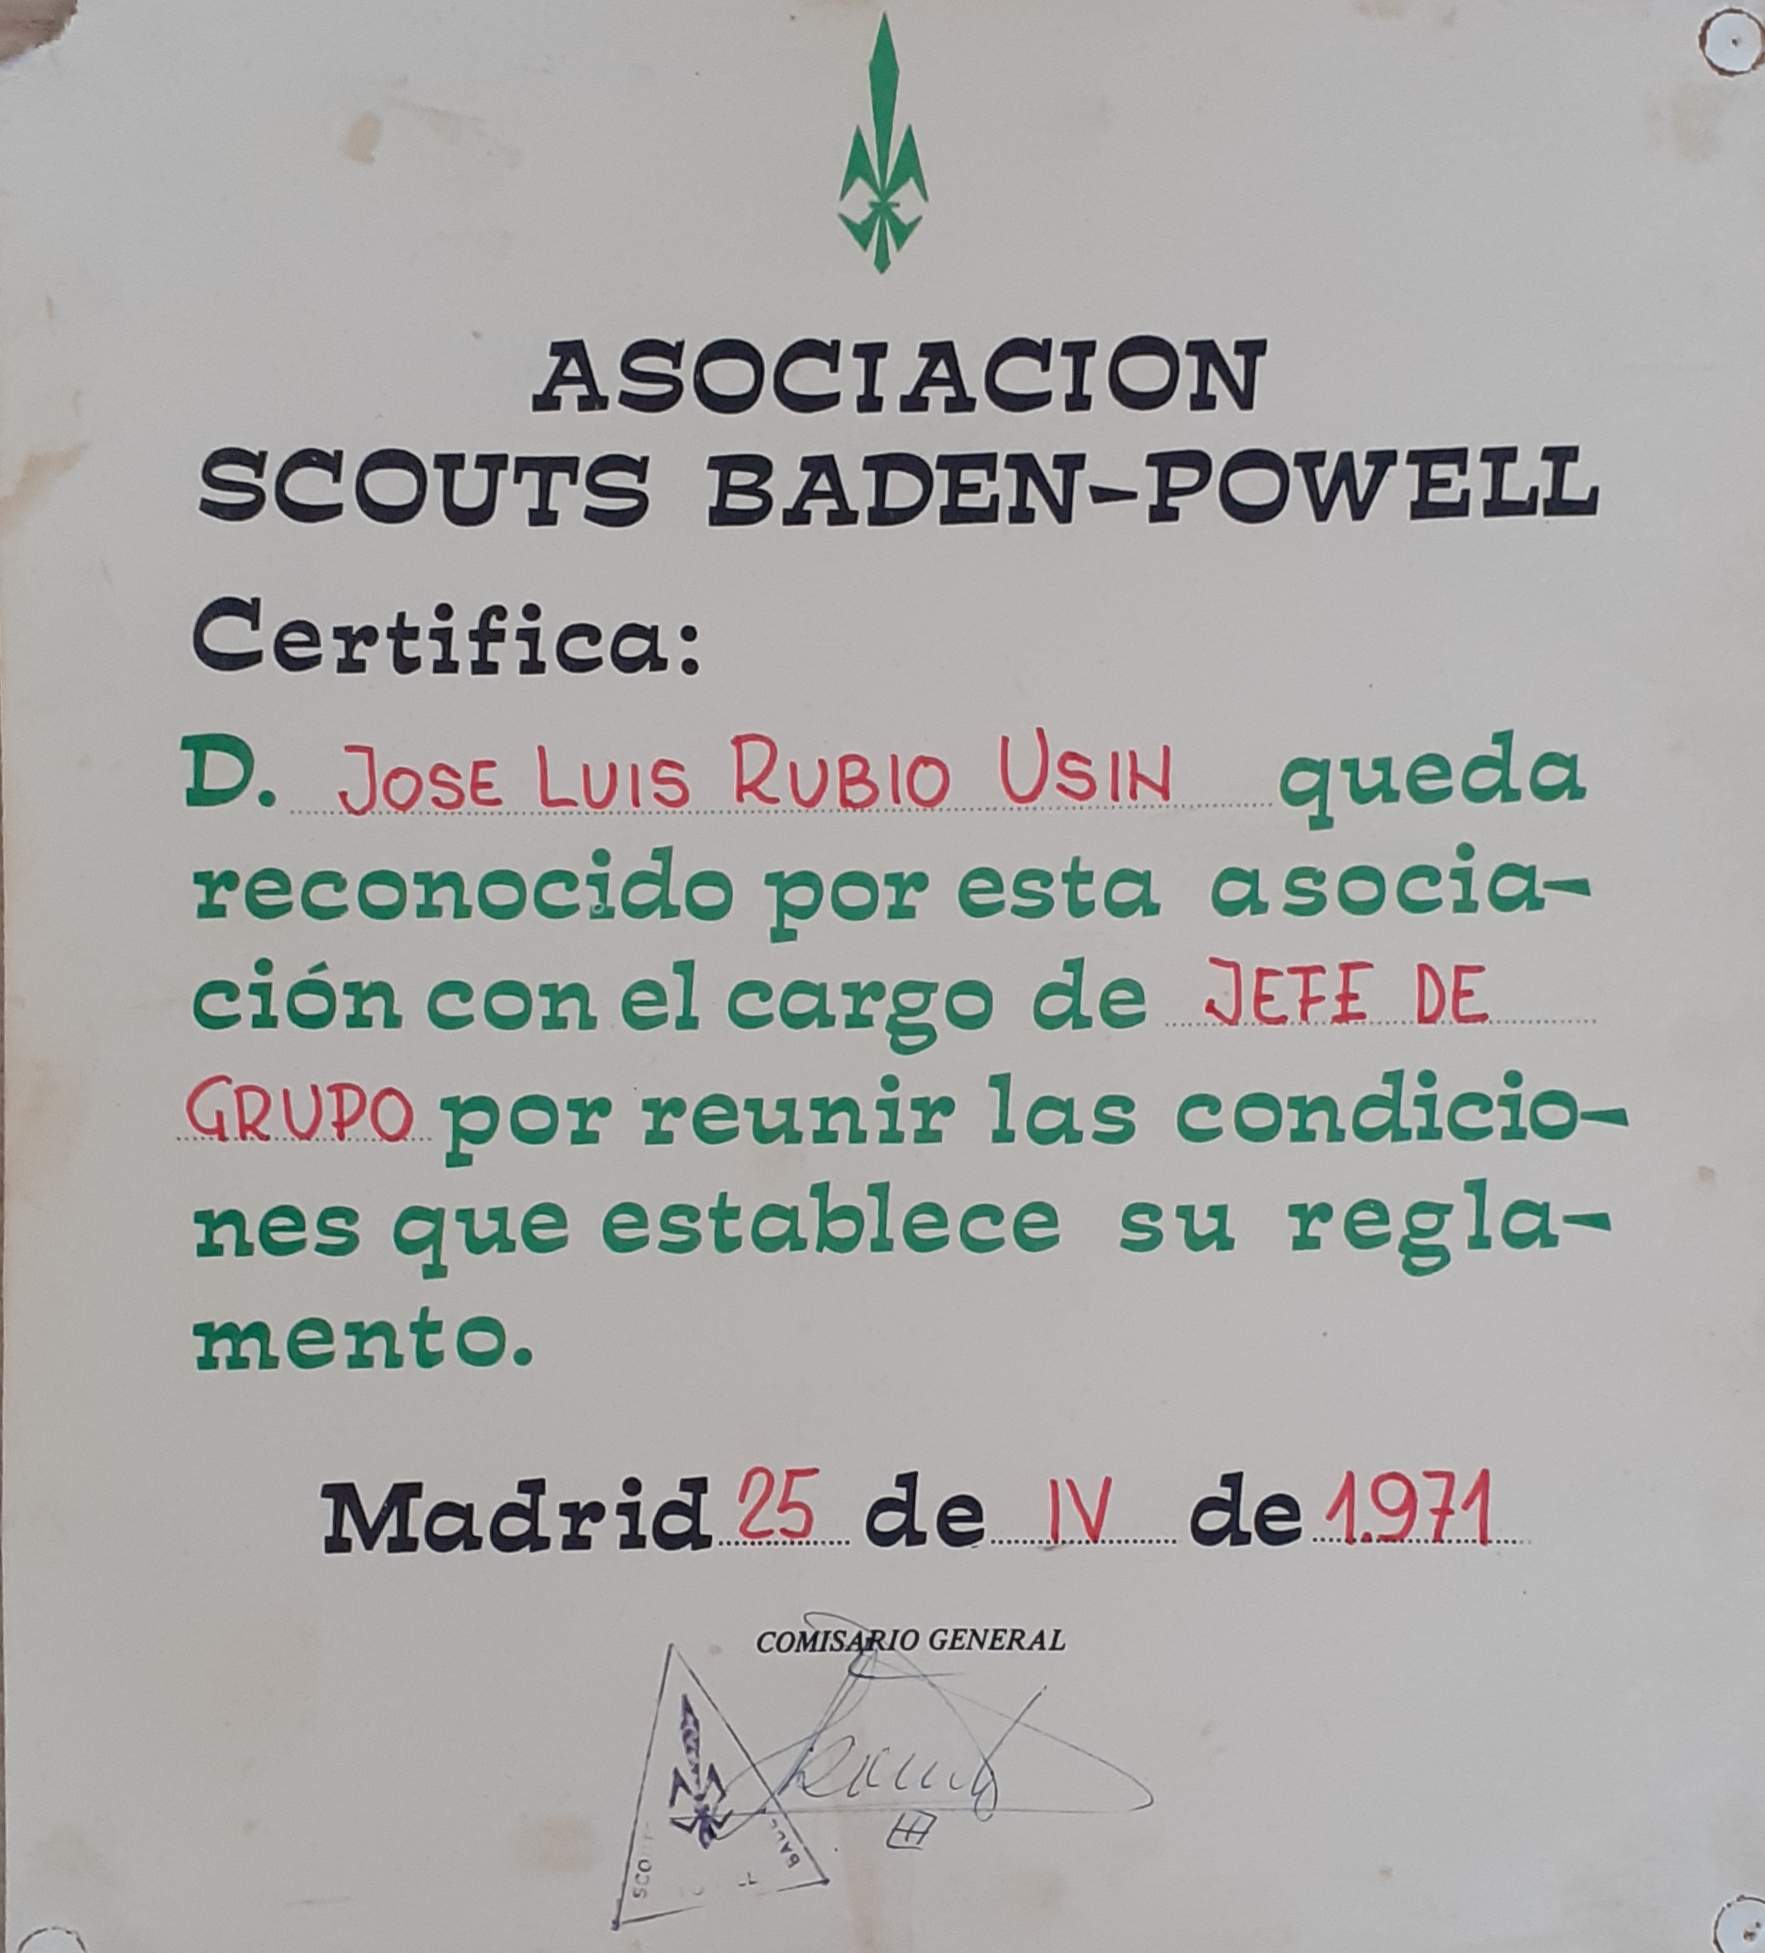 ASOCIACION
SCOUTS BADEN-POWELL
Certifica:
D. JOSE LUIS RUBIO USIN queda
reconocido por esta asocia-
ción con el cargo de JEFE DE
GRUPO por reunir las condicio-
nes que establece su regla-
mento.
Madrid 25 de IV de 1.971
COMISARIO GENERAL